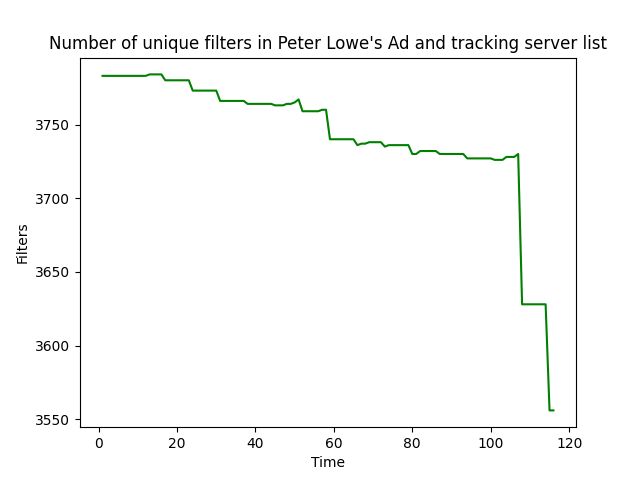 Number of unique filters in Peter Lowe's Ad and tracking server list
3750
3700
3650
3600
3550
Filters
0 20 40 60 80 100 120
Time